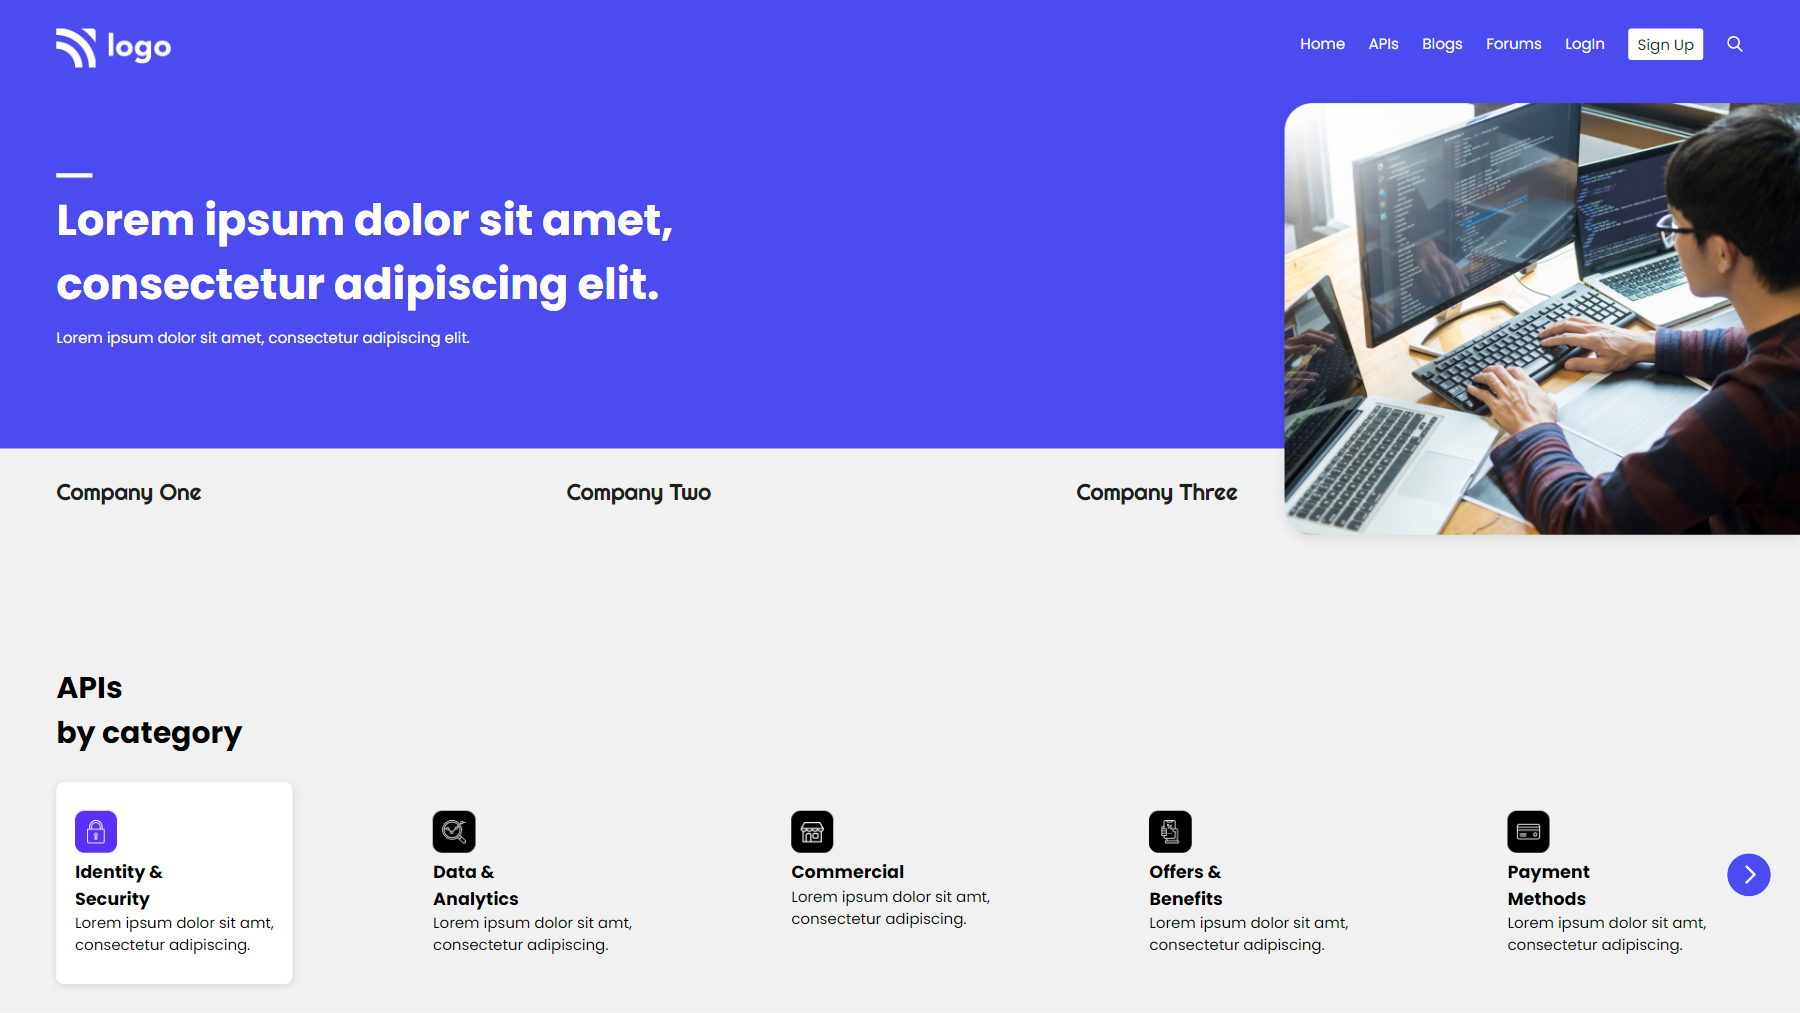 logo
Home APIs Blogs Forums LogIn Sign Up
Lorem ipsum dolor sit amet,
consectetur adipiscing elit.
Lorem ipsum dolor sit amet, consectetur adipiscing elit.
Company One Company Two Company Three
APIs
by category
Identity &
Security
Lorem ipsum dolor sit amt,
consectetur adipiscing.
Data &
Analytics
Lorem ipsum dolor sit amt,
consectetur adipiscing.
Commercial
Lorem ipsum dolor sit amt,
consectetur adipiscing.
Offers &
Benefits
Lorem ipsum dolor sit amt,
consectetur adipiscing.
Payment
Methods
Lorem ipsum dolor sit amt,
consectetur adipiscing.